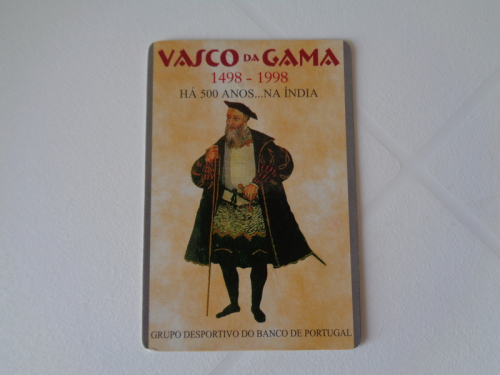 VASCO DA GAMA
1498 - 1998
HÁ 500 ANOS...NA ÍNDIA
GRUPO DESPORTIVO DO BANCO DE PORTUGAL